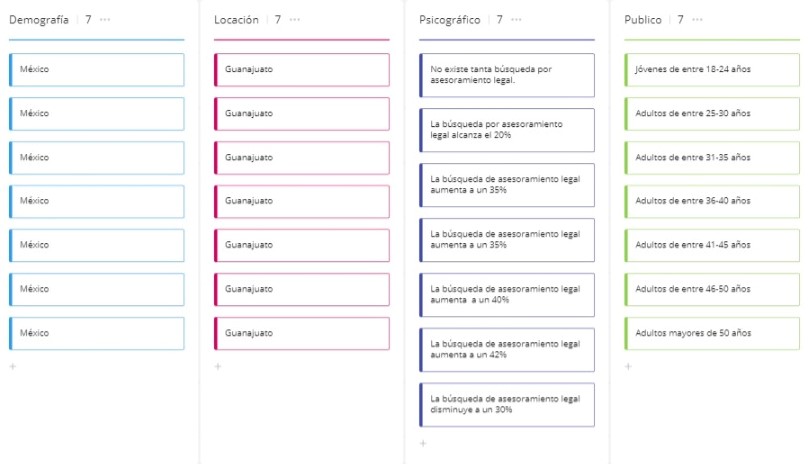 Demografía 7 ···
México
México
México
México
México
México
México
+
Locación 7 ···
Guanajuato
Guanajuato
Guanajuato
Guanajuato
Guanajuato
Guanajuato
Guanajuato
+
Psicográfico 7 ···
No existe tanta búsqueda por
asesoramiento legal.
La búsqueda por asesoramiento
legal alcanza el 20%
La búsqueda de asesoramiento legal
aumenta a un 35%
La búsqueda de asesoramiento legal
aumenta a un 35%
La búsqueda de asesoramiento legal
aumenta a un 40%
La búsqueda de asesoramiento legal
aumenta a un 42%
La búsqueda de asesoramiento legal
disminuye a un 30%
+
Publico 7 ···
Jóvenes de entre 18-24 años
Adultos de entre 25-30 años
Adultos de entre 31-35 años
Adultos de entre 36-40 años
Adultos de entre 41-45 años
Adultos de entre 46-50 años
Adultos mayores de 50 años
+